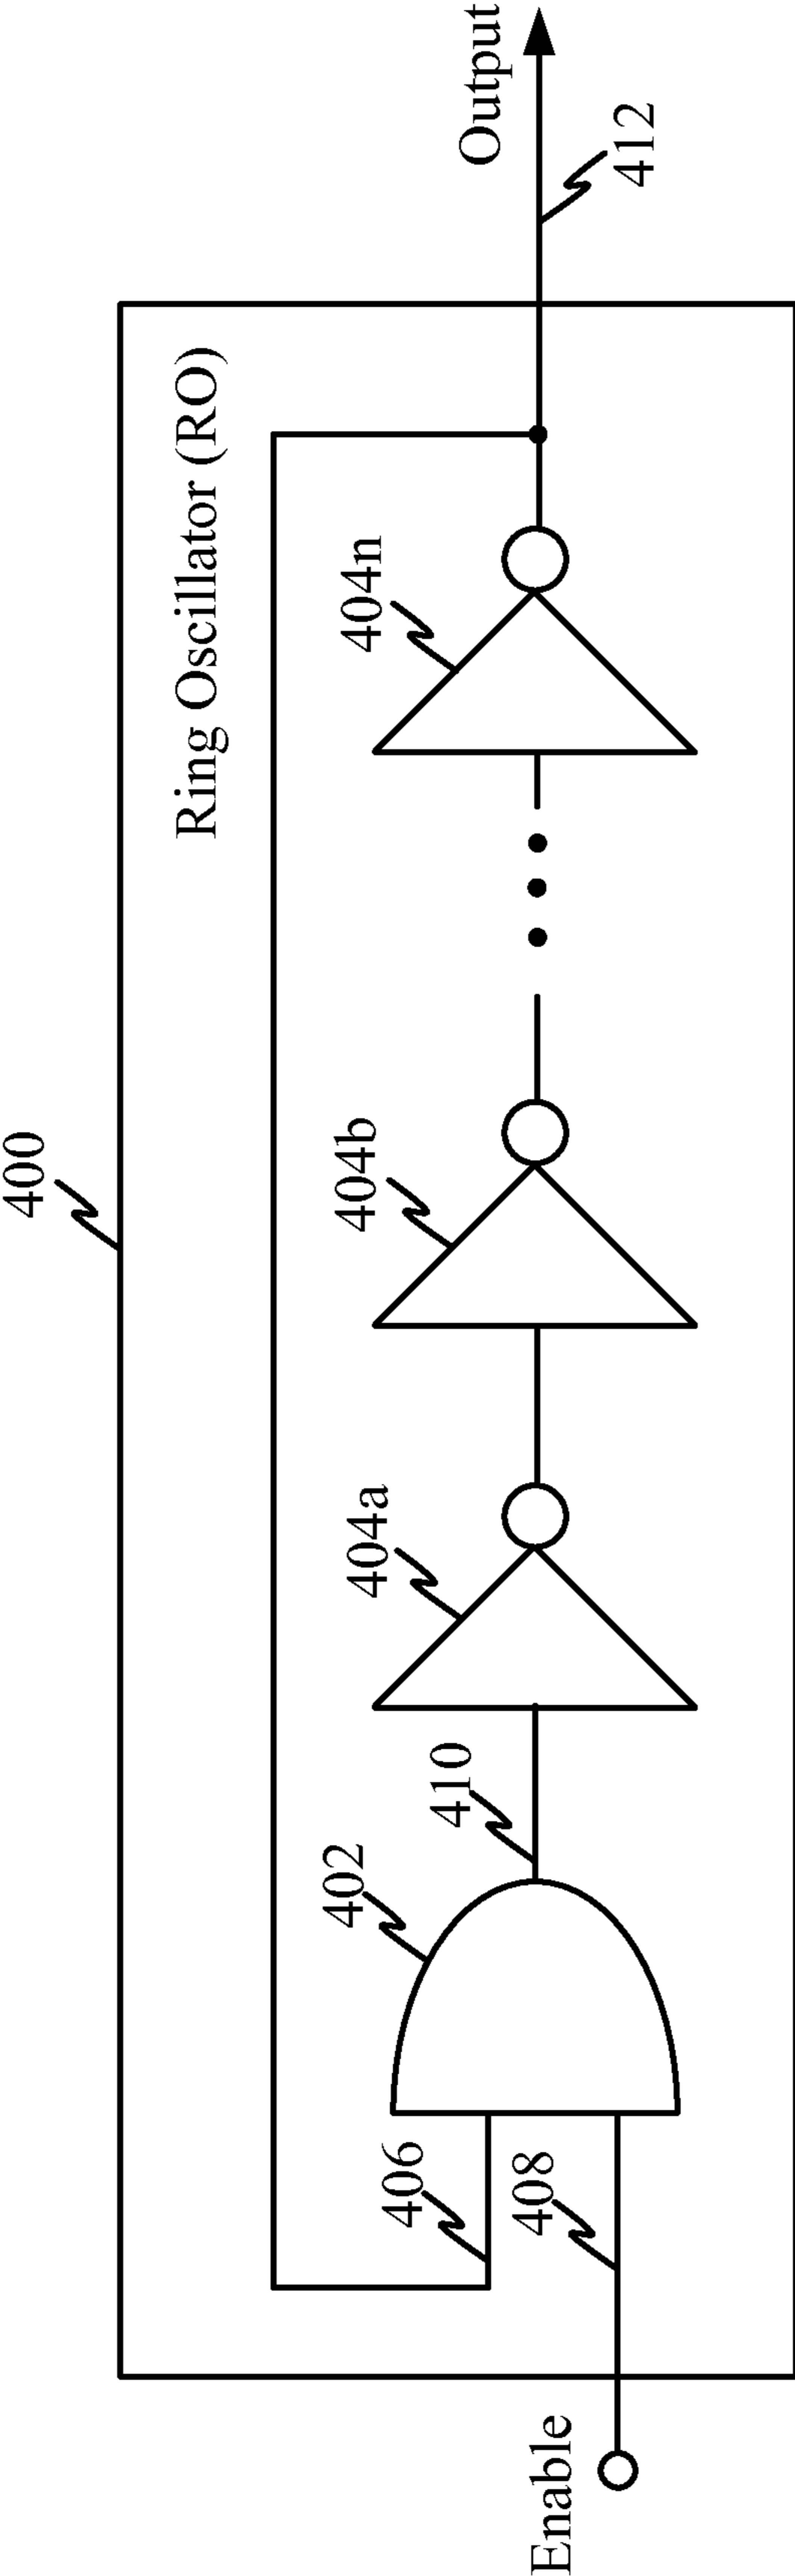 400
Ring Oscillator (RO)
Enable
406
408
402
410
404a
404b
404n
Output
412